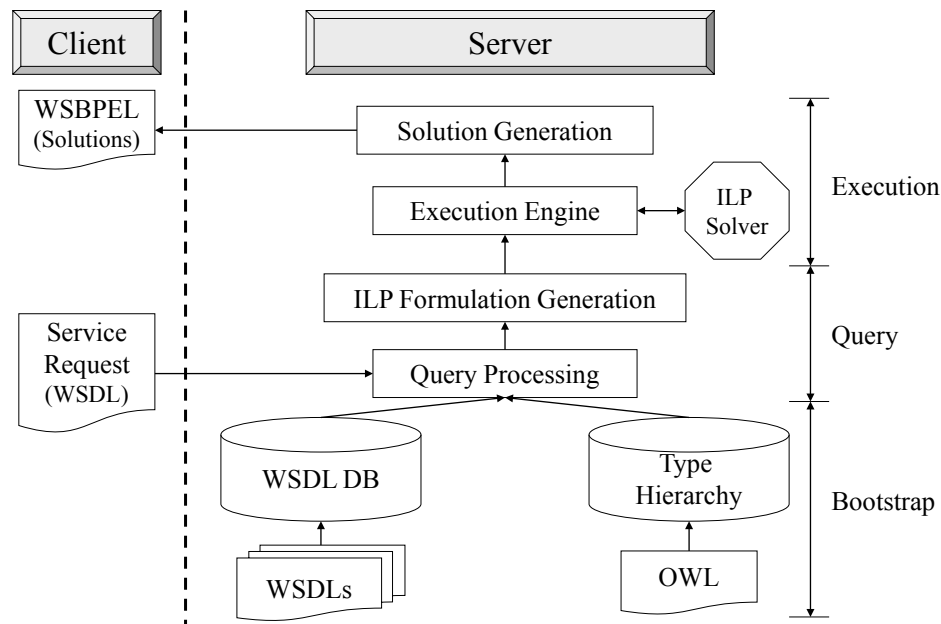 Client
Server
WSBPEL
(Solutions)
Solution Generation
Execution Engine
ILP
Solver
Execution
ILP Formulation Generation
Service
Request
(WSDL)
Query Processing
Query
WSDL DB
Type
Hierarchy
Bootstrap
WSDLs
OWL